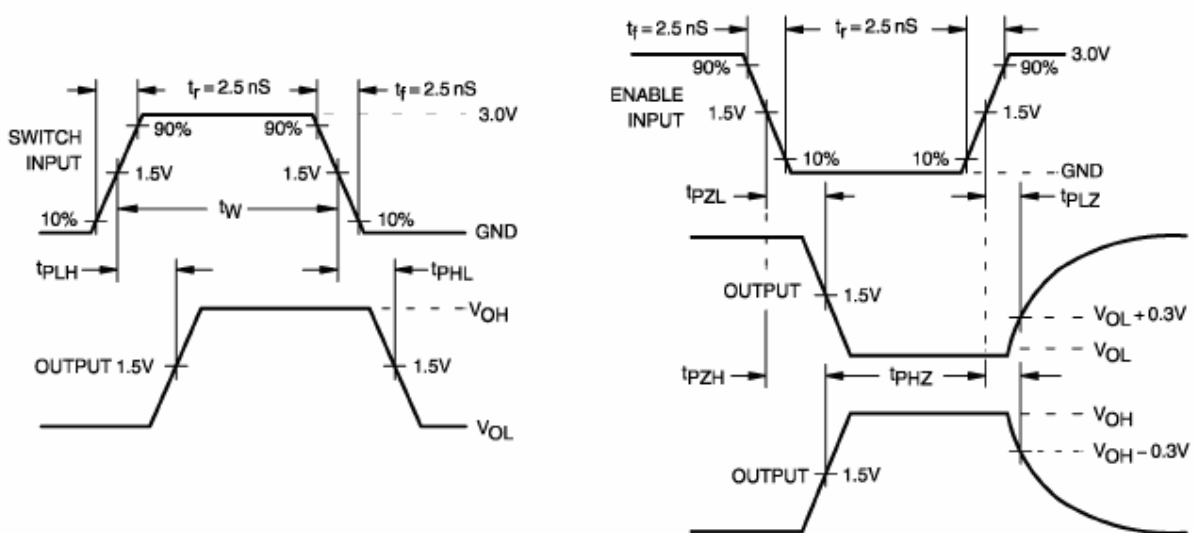 tr = 2.5 nS
tf = 2.5 nS
3.0V
SWITCH
INPUT
90%
90%
1.5V
1.5V
10%
tW
10%
GND
tPLH
tPHL
VOH
OUTPUT 1.5V
1.5V
VOL
tf = 2.5 nS
tr = 2.5 nS
3.0V
90%
90%
ENABLE
INPUT
1.5V
1.5V
10%
10%
GND
tPZL
tPLZ
OUTPUT
1.5V
VOL + 0.3V
VOL
tPZH
tPHZ
VOH
VOH – 0.3V
OUTPUT
1.5V